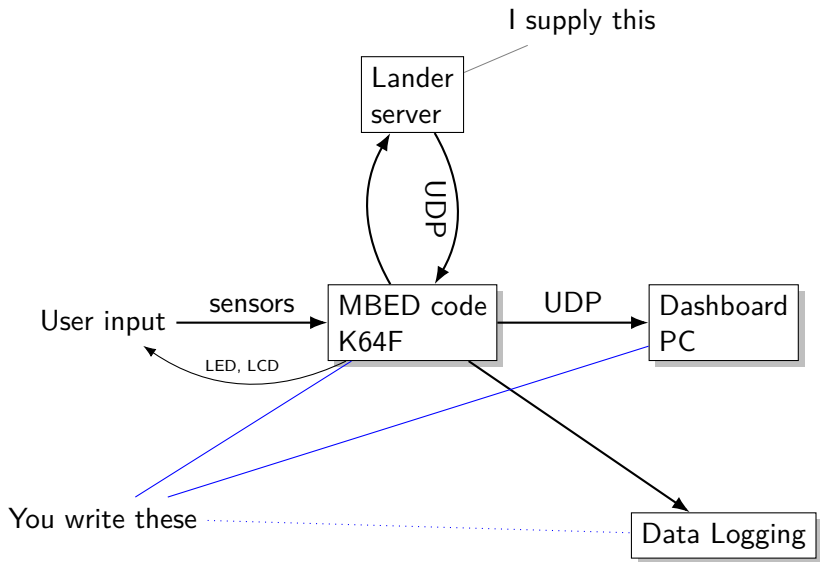 I supply this
Lander
server
UDP
User input
sensors
MBED code
K64F
UDP
Dashboard
PC
LED, LCD
You write these
Data Logging